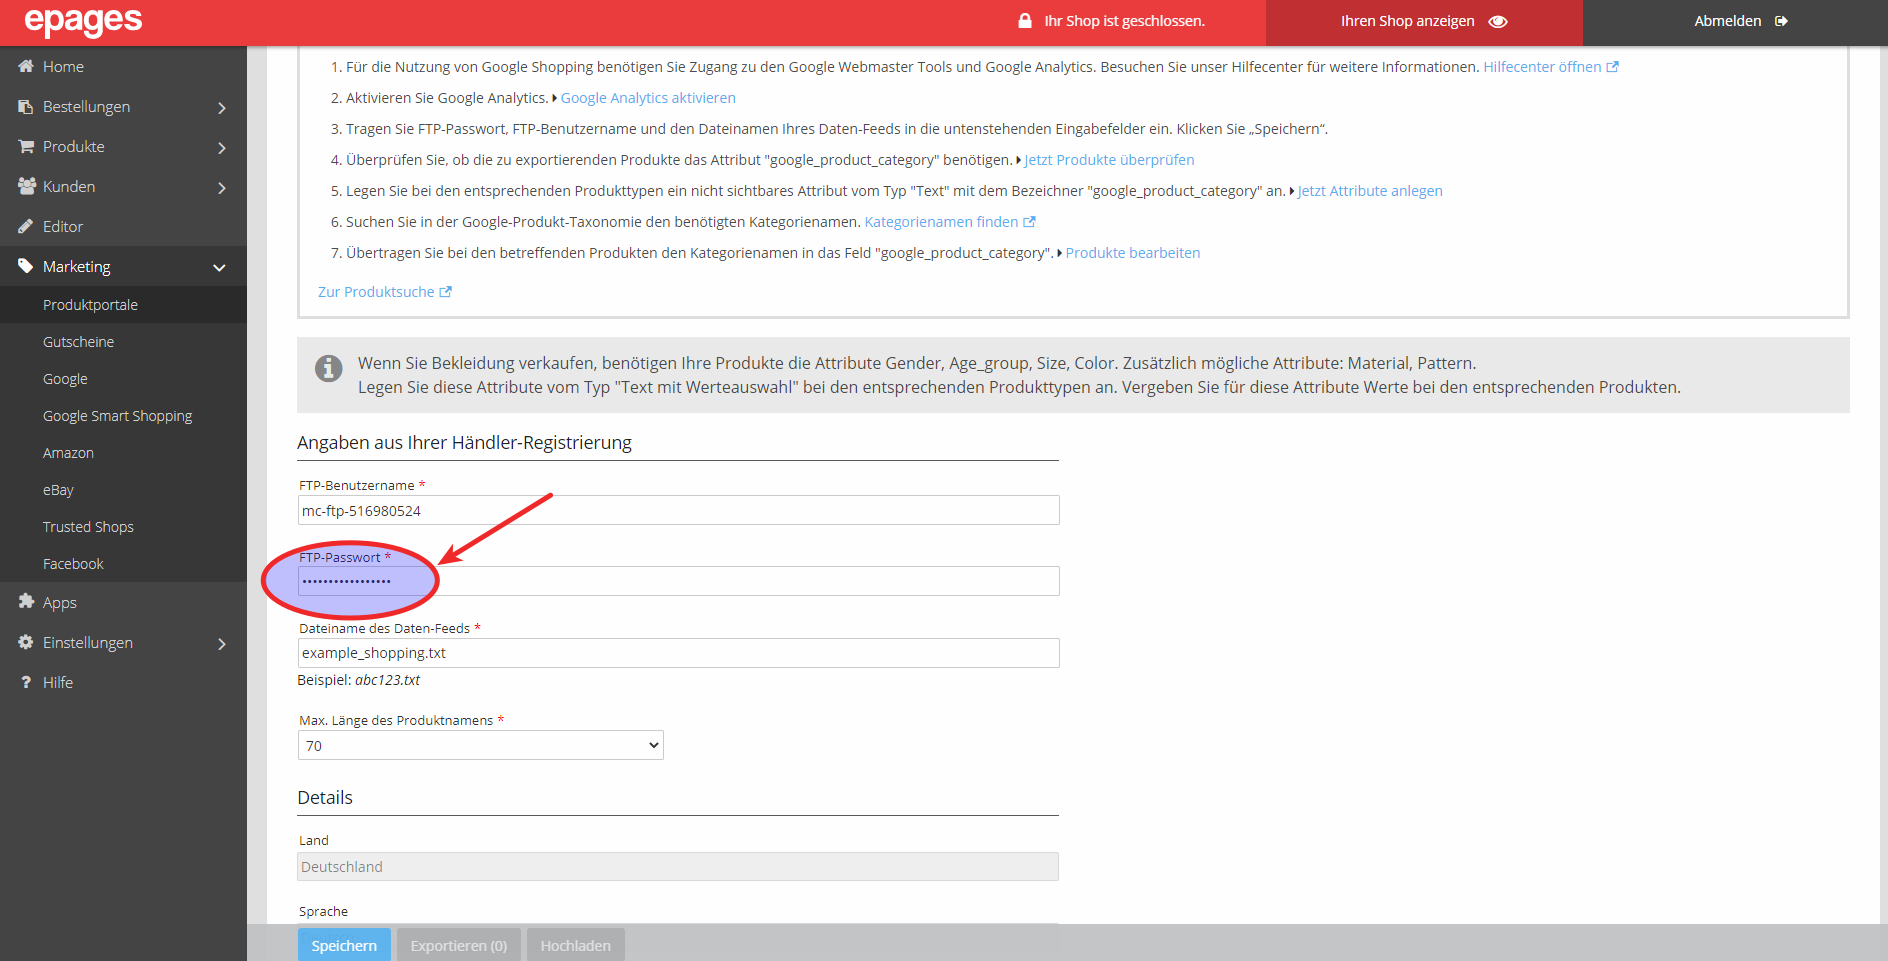 epages
Ihr Shop ist geschlossen.
Ihren Shop anzeigen
Abmelden
Home
Bestellungen
Produkte
Kunden
Editor
Marketing
Produktportale
Gutscheine
Google
Google Smart Shopping
Amazon
eBay
Trusted Shops
Facebook
Apps
Einstellungen
? Hilfe
1. Für die Nutzung von Google Shopping benötigen Sie Zugang zu den Google Webmaster Tools und Google Analytics. Besuchen Sie unser Hilfecenter für weitere Informationen. Hilfecenter öffnen
2. Aktivieren Sie Google Analytics. Google Analytics aktivieren
3. Tragen Sie FTP-Passwort, FTP-Benutzername und den Dateinamen Ihres Daten-Feeds in die untenstehenden Eingabefelder ein. Klicken Sie „Speichern“.
4. Überprüfen Sie, ob die zu exportierenden Produkte das Attribut "google_product_category" benötigen. Jetzt Produkte überprüfen
5. Legen Sie bei den entsprechenden Produkttypen ein nicht sichtbares Attribut vom Typ "Text" mit dem Bezeichner "google_product_category" an. Jetzt Attribute anlegen
6. Suchen Sie in der Google-Produkt-Taxonomie den benötigten Kategorienamen. Kategorienamen finden
7. Übertragen Sie bei den betreffenden Produkten den Kategorienamen in das Feld "google_product_category". Produkte bearbeiten
Zur Produktsuche
Wenn Sie Bekleidung verkaufen, benötigen Ihre Produkte die Attribute Gender, Age_group, Size, Color. Zusätzlich mögliche Attribute: Material, Pattern.
Legen Sie diese Attribute vom Typ "Text mit Werteauswahl" bei den entsprechenden Produkttypen an. Vergeben Sie für diese Attribute Werte bei den entsprechenden Produkten.
Angaben aus Ihrer Händler-Registrierung
FTP-Benutzername *
mc-ftp-516980524
FTP-Passwort *
•••••••••••••••••
Dateiname des Daten-Feeds *
example_shopping.txt
Beispiel: abc123.txt
Max. Länge des Produktnamens *
70
Details
Land
Deutschland
Sprache
Speichern
Exportieren (0)
Hochladen